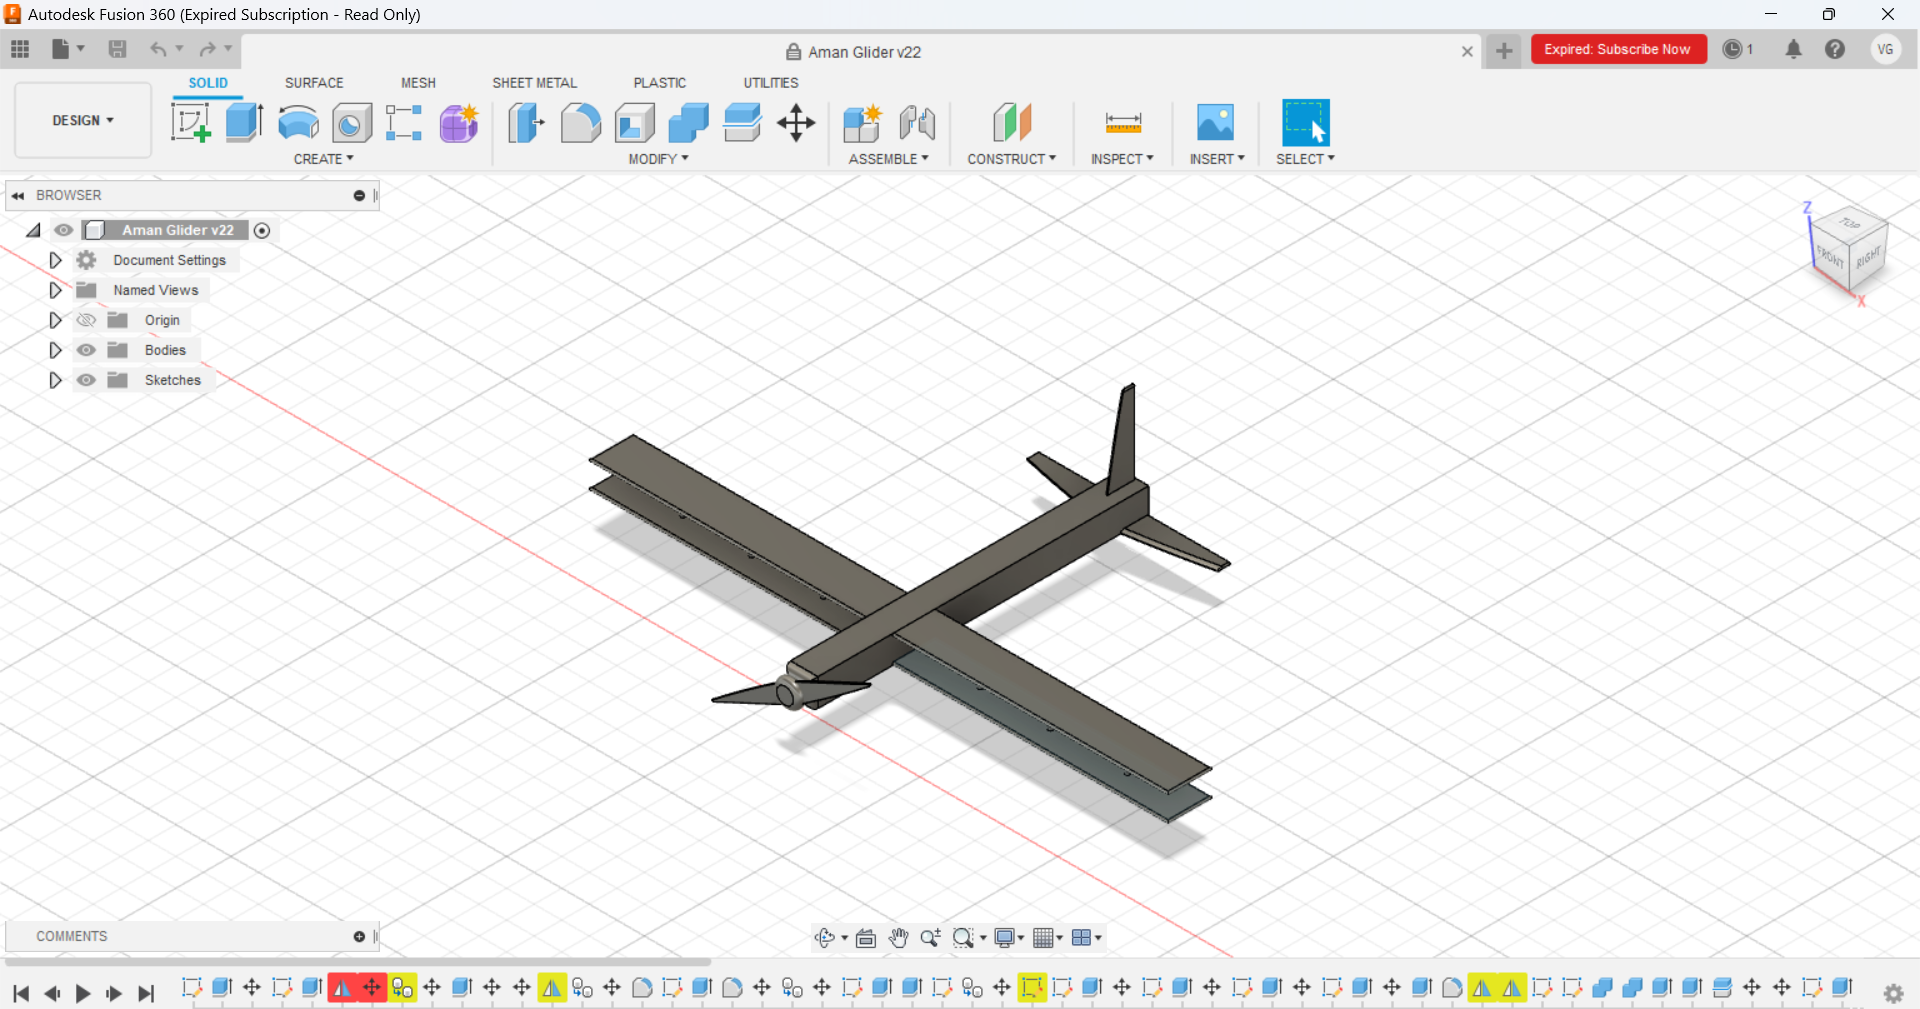 Autodesk Fusion 360 (Expired Subscription - Read Only)
Aman Glider v22
Expired: Subscribe Now
1
VG
SOLID SURFACE MESH SHEET METAL PLASTIC UTILITIES
DESIGN
CREATE MODIFY ASSEMBLE CONSTRUCT INSPECT INSERT SELECT
BROWSER
Aman Glider v22
Document Settings
Named Views
Origin
Bodies
Sketches
Z
TOP
FRONT RIGHT
X
COMMENTS